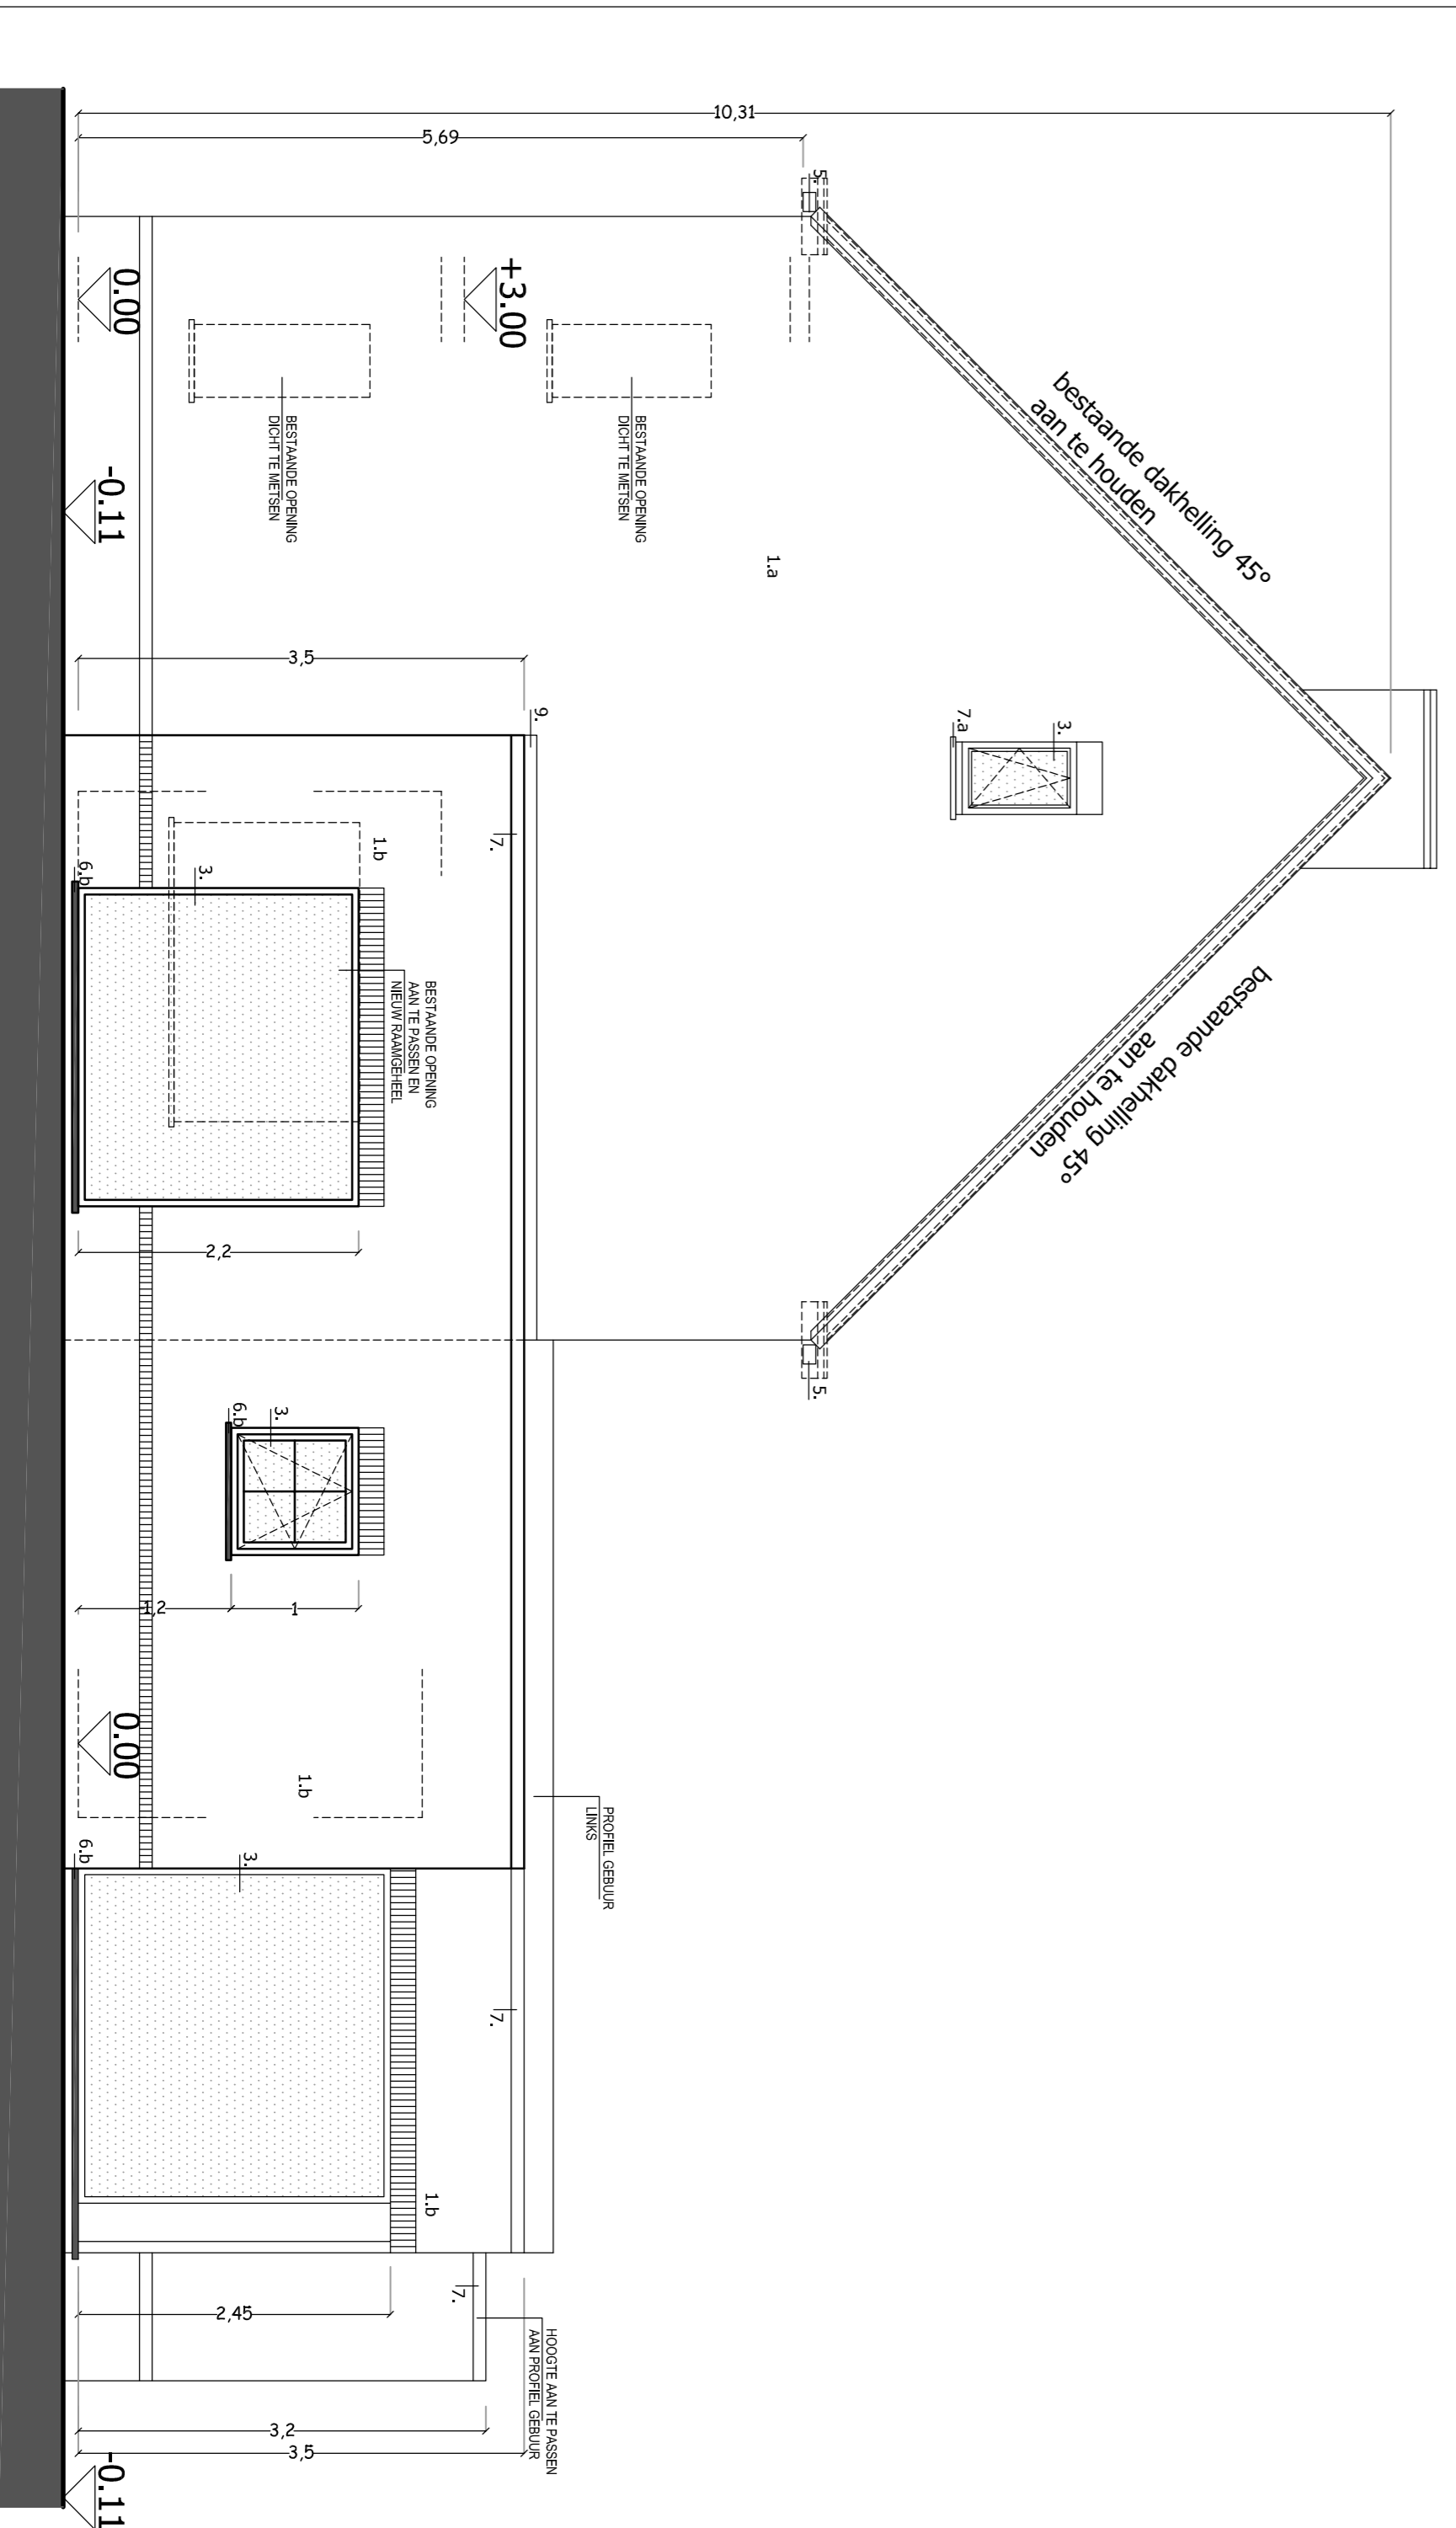 10,31
5,69
5.
bestaande dakhelling 45°
aan te houden
bestaande dakhelling 45°
aan te houden
3.
7.a
5.
1.a
+3.00
BESTAANDE OPENING
DICHT TE METSEN
BESTAANDE OPENING
DICHT TE METSEN
0.00
-0.11
3,5
9.
7.
1.b
3.
6.b
BESTAANDE OPENING
AAN TE PASSEN EN
NIEUW RAAMGEHEEL
2,2
3.
6.b
1,2
1
PROFIEL GEBUUR
LINKS
0.00
1.b
6.b
3.
7.
1.b
7.
2,45
HOOGTE AAN TE PASSEN
AAN PROFIEL GEBUUR
3,2
3,5
-0.11